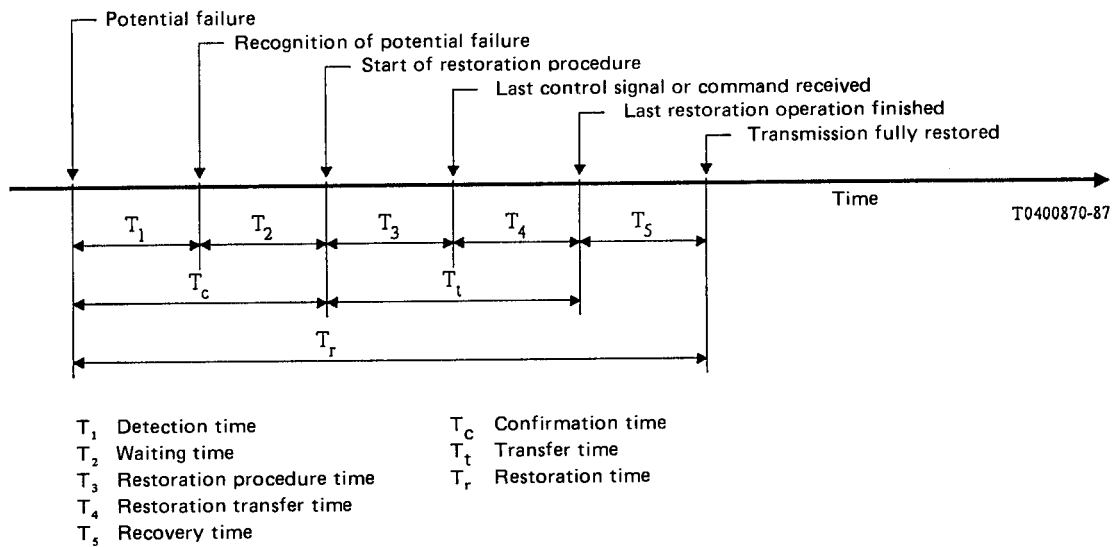 Potential failure
Recognition of potential failure
Start of restoration procedure
Last control signal or command received
Last restoration operation finished
Transmission fully restored
Time
T0400870-87
T1 T2 T3 T4 T5
Tc Tt
Tr
T1 Detection time
T2 Waiting time
T3 Restoration procedure time
T4 Restoration transfer time
T5 Recovery time
Tc Confirmation time
Tt Transfer time
Tr Restoration time